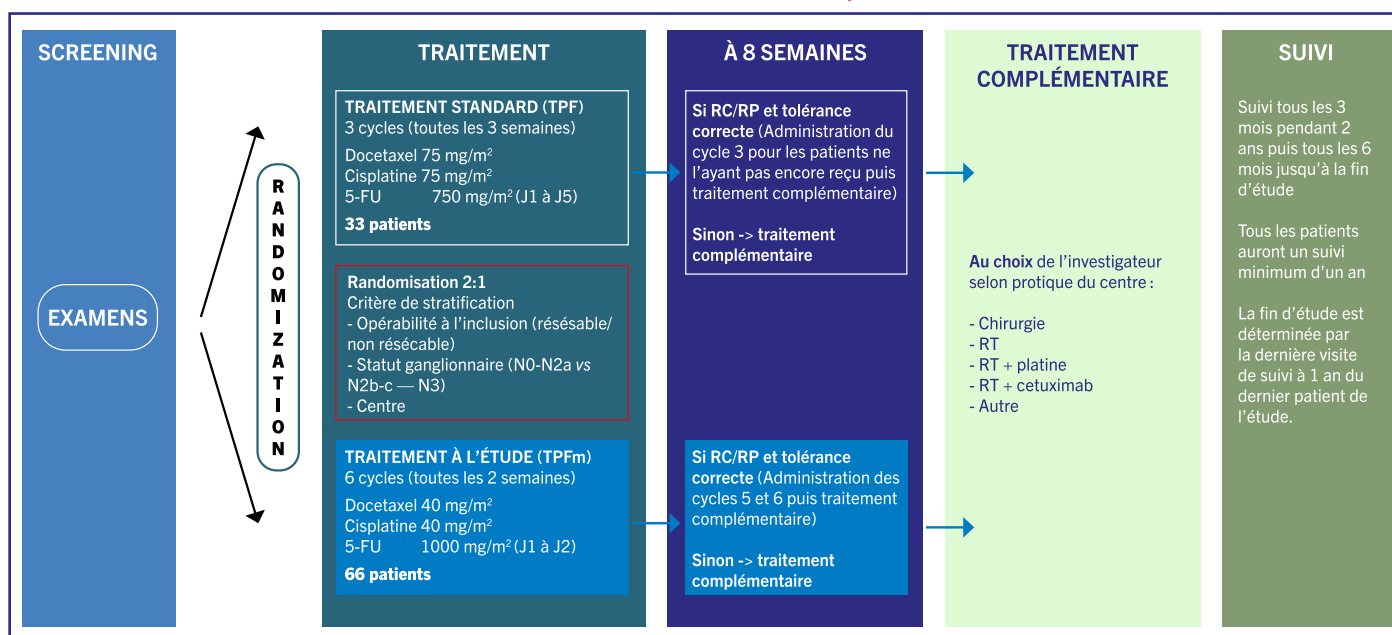 SCREENING
EXAMENS
RANDOMIZATION
TRAITEMENT
TRAITEMENT STANDARD (TPF)
3 cycles (toutes les 3 semaines)
Docetaxel 75 mg/m²
Cisplatine 75 mg/m²
5-FU 750 mg/m² (J1 à J5)
33 patients
Randomisation 2:1
Critère de stratification
- Opérabilité à l'inclusion (résésable/
non résécable)
- Statut ganglionnaire (N0-N2a vs
N2b-c — N3)
- Centre
TRAITEMENT À L'ÉTUDE (TPFm)
6 cycles (toutes les 2 semaines)
Docetaxel 40 mg/m²
Cisplatine 40 mg/m²
5-FU 1000 mg/m² (J1 à J2)
66 patients
À 8 SEMAINES
Si RC/RP et tolérance
correcte (Administration du
cycle 3 pour les patients ne
l'ayant pas encore reçu puis
traitement complémentaire)
Sinon -> traitement
complémentaire
Si RC/RP et tolérance
correcte (Administration des
cycles 5 et 6 puis traitement
complémentaire)
Sinon -> traitement
complémentaire
TRAITEMENT
COMPLÉMENTAIRE
Au choix de l'investigateur
selon protique du centre :
- Chirurgie
- RT
- RT + platine
- RT + cetuximab
- Autre
SUIVI
Suivi tous les 3
mois pendant 2
ans puis tous les 6
mois jusqu'à la fin
d'étude
Tous les patients
auront un suivi
minimum d'un an
La fin d'étude est
déterminée par
la dernière visite
de suivi à 1 an du
dernier patient de
l'étude.